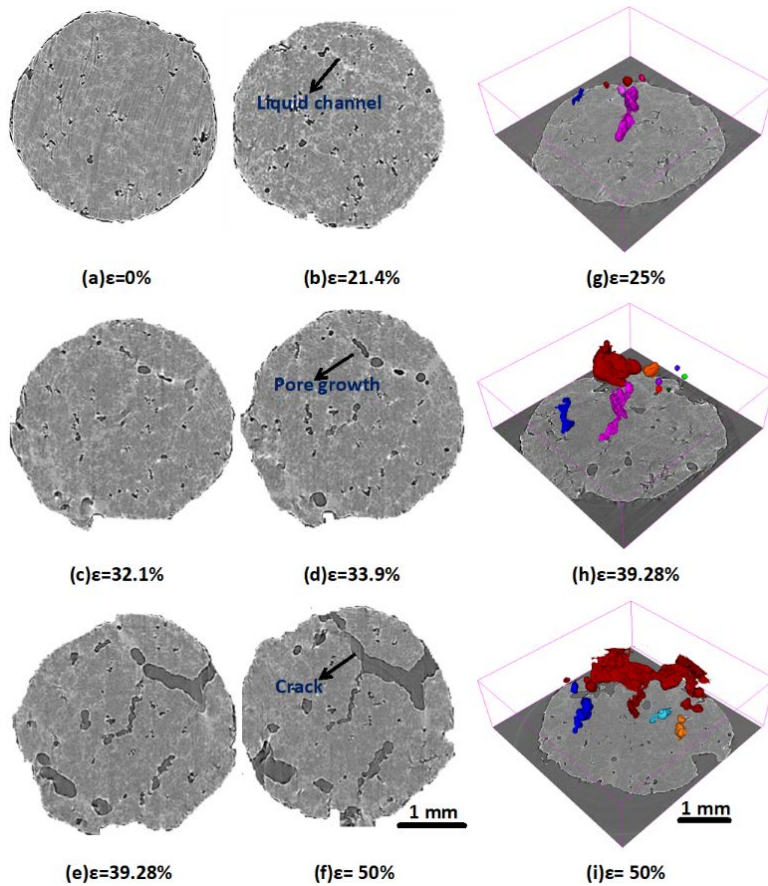 Liquid channel
(a)ε=0%
(b)ε=21.4%
(g)ε=25%
Pore growth
(c)ε=32.1%
(d)ε=33.9%
(h)ε=39.28%
Crack
1 mm
1 mm
(e)ε=39.28%
(f)ε= 50%
(i)ε= 50%